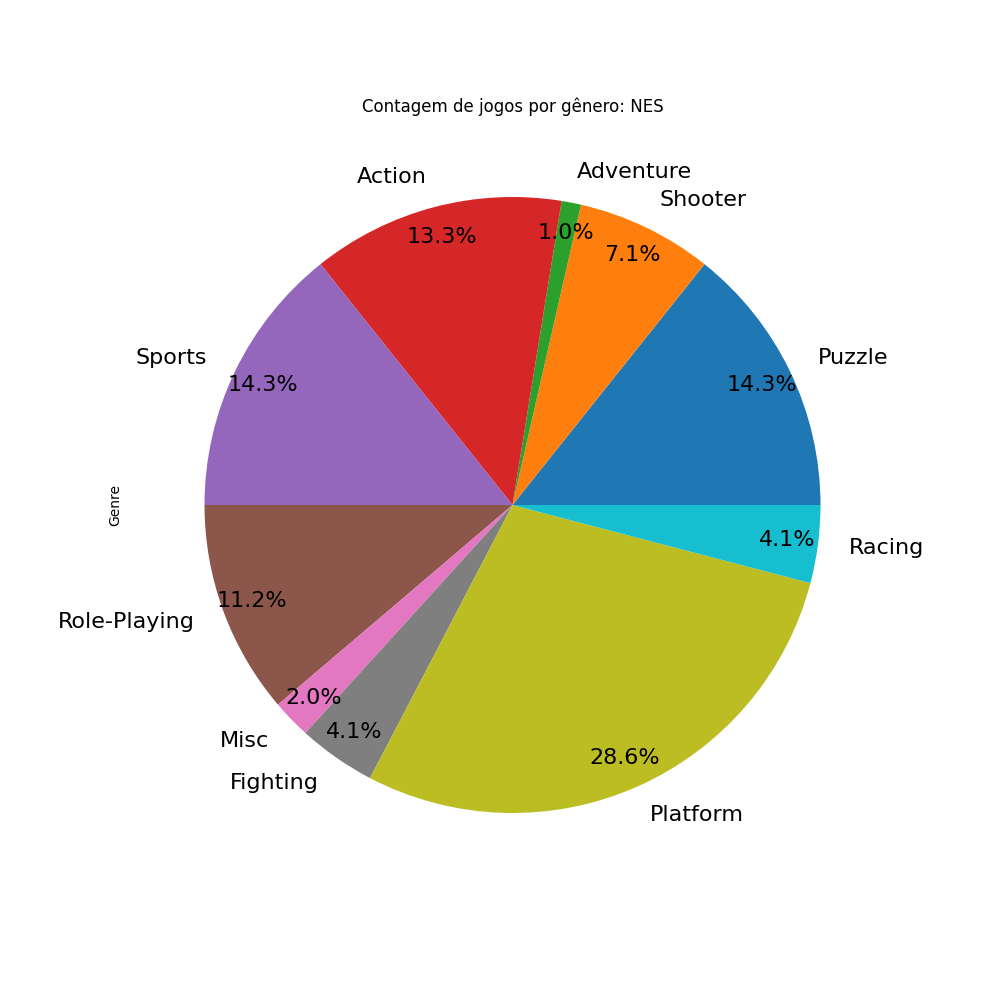 Contagem de jogos por gênero: NES
Adventure
Action
Shooter
1.0%
13.3%
7.1%
Sports
Puzzle
14.3%
14.3%
Genre
4.1%
Racing
11.2%
Role-Playing
2.0%
4.1%
Misc
28.6%
Fighting
Platform